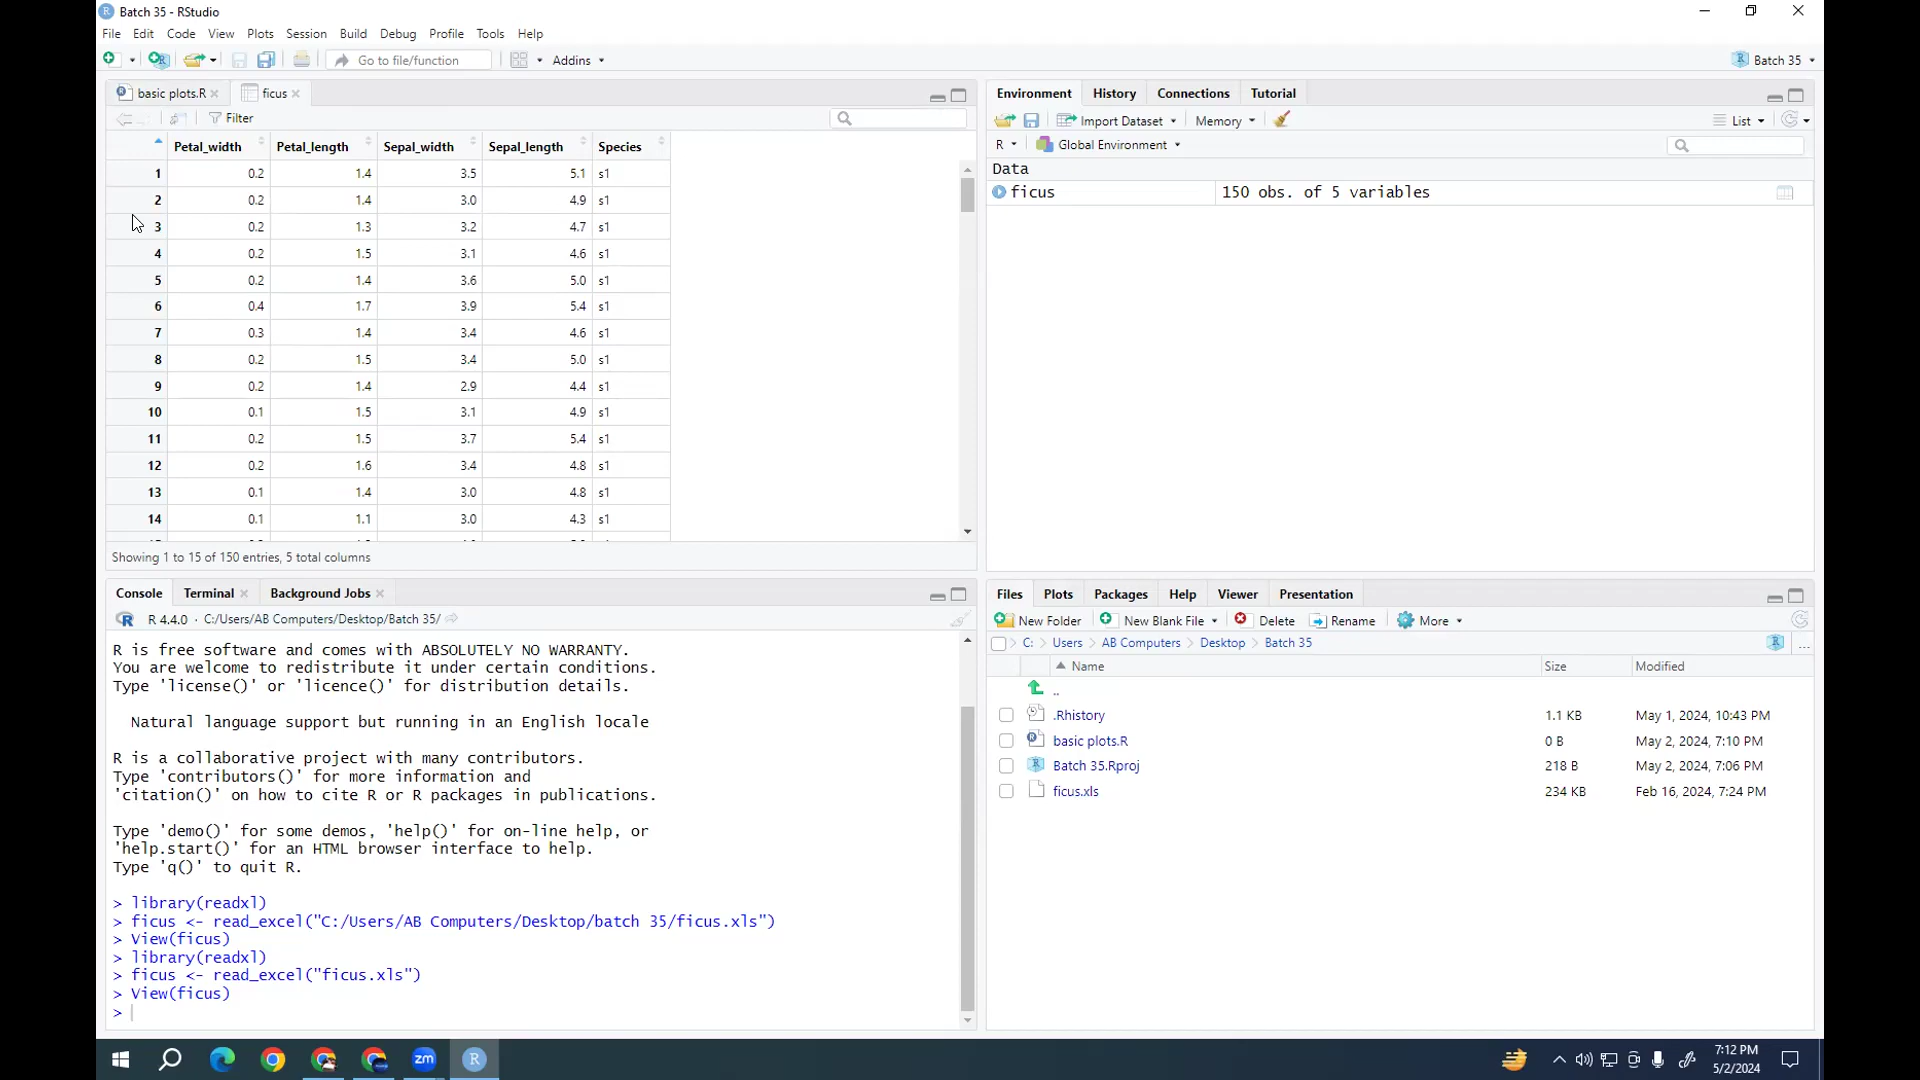 Batch 35 - RStudio
File Edit Code View Plots Session Build Debug Profile Tools Help
Go to file/function Addins Batch 35
basic plots.R ficus
Filter
Petal_width Petal_length Sepal_width Sepal_length Species
1 0.2 1.4 3.5 5.1 s1
2 0.2 1.4 3.0 4.9 s1
3 0.2 1.3 3.2 4.7 s1
4 0.2 1.5 3.1 4.6 s1
5 0.2 1.4 3.6 5.0 s1
6 0.4 1.7 3.9 5.4 s1
7 0.3 1.4 3.4 4.6 s1
8 0.2 1.5 3.4 5.0 s1
9 0.2 1.4 2.9 4.4 s1
10 0.1 1.5 3.1 4.9 s1
11 0.2 1.5 3.7 5.4 s1
12 0.2 1.6 3.4 4.8 s1
13 0.1 1.4 3.0 4.8 s1
14 0.1 1.1 3.0 4.3 s1
Showing 1 to 15 of 150 entries, 5 total columns
Environment History Connections Tutorial
Import Dataset Memory List
R Global Environment
Data
ficus 150 obs. of 5 variables
Console Terminal Background Jobs
R 4.4.0 · C:/Users/AB Computers/Desktop/Batch 35/
R is free software and comes with ABSOLUTELY NO WARRANTY.
You are welcome to redistribute it under certain conditions.
Type 'license()' or 'licence()' for distribution details.
Natural language support but running in an English locale
R is a collaborative project with many contributors.
Type 'contributors()' for more information and
'citation()' on how to cite R or R packages in publications.
Type 'demo()' for some demos, 'help()' for on-line help, or
'help.start()' for an HTML browser interface to help.
Type 'q()' to quit R.
> library(readxl)
> ficus <- read_excel("C:/Users/AB Computers/Desktop/batch 35/ficus.xls")
> View(ficus)
> library(readxl)
> ficus <- read_excel("ficus.xls")
> View(ficus)
>
Files Plots Packages Help Viewer Presentation
New Folder New Blank File Delete Rename More
C: Users AB Computers Desktop Batch 35 ...
Name Size Modified
..
.Rhistory 1.1 KB May 1, 2024, 10:43 PM
basic plots.R 0 B May 2, 2024, 7:10 PM
Batch 35.Rproj 218 B May 2, 2024, 7:06 PM
ficus.xls 234 KB Feb 16, 2024, 7:24 PM
zm R
7:12 PM
5/2/2024